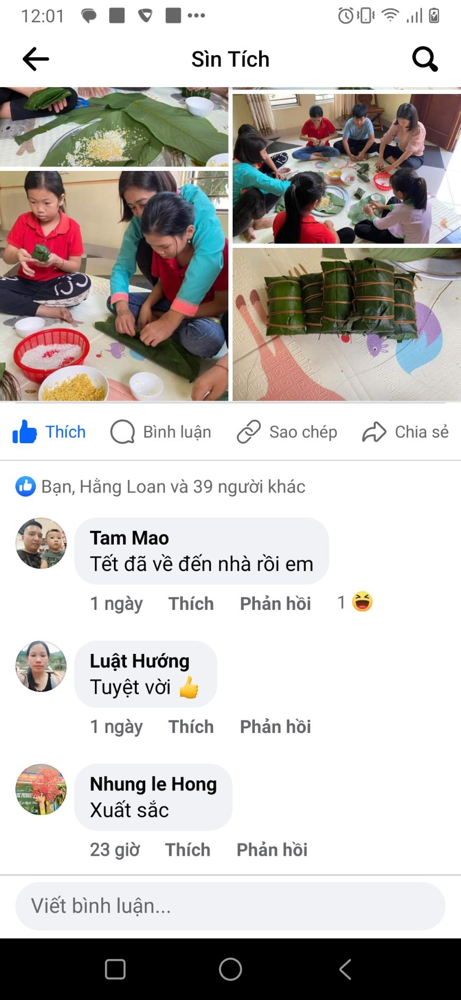 12:01
Sìn Tích
Thích
Bình luận
Sao chép
Chia sẻ
Bạn, Hằng Loan và 39 người khác
Tam Mao
Tết đã về đến nhà rồi em
1 ngày Thích Phản hồi 1 😆
Luật Hướng
Tuyệt vời 👍
1 ngày Thích Phản hồi
Nhung le Hong
Xuất sắc
23 giờ Thích Phản hồi
Viết bình luận...